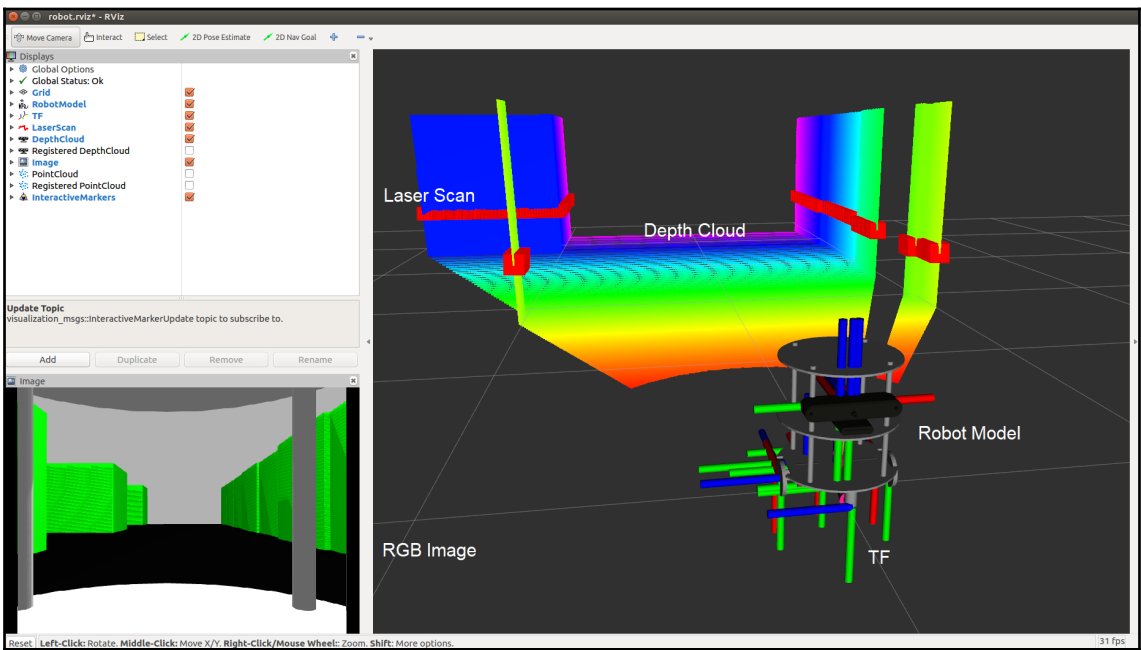 robot.rviz* - RViz
Move Camera Interact Select 2D Pose Estimate 2D Nav Goal
Displays
Global Options
Global Status: Ok
Grid
RobotModel
TF
LaserScan
DepthCloud
Registered DepthCloud
Image
PointCloud
Registered PointCloud
InteractiveMarkers
Update Topic
visualization_msgs::InteractiveMarkerUpdate topic to subscribe to.
Add Duplicate Remove Rename
Image
Laser Scan
Depth Cloud
Robot Model
RGB Image
TF
Reset Left-Click: Rotate. Middle-Click: Move X/Y. Right-Click/Mouse Wheel:: Zoom. Shift: More options.
31 fps